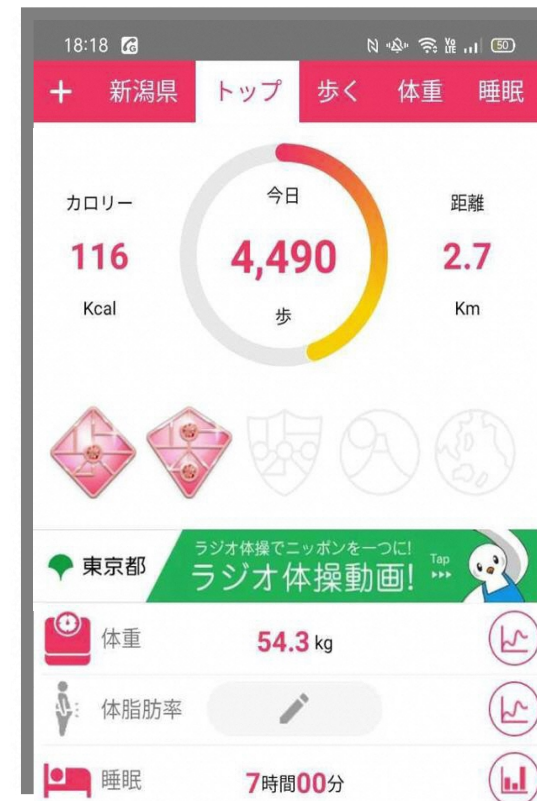 18:18
50
+ 新潟県 トップ 歩く 体重 睡眠
今日
カロリー
距離
116
4,490
2.7
Kcal
歩
Km
東京都
ラジオ体操でニッポンを一つに!
ラジオ体操動画!
Tap
体重 54.3 kg
体脂肪率
睡眠 7時間00分